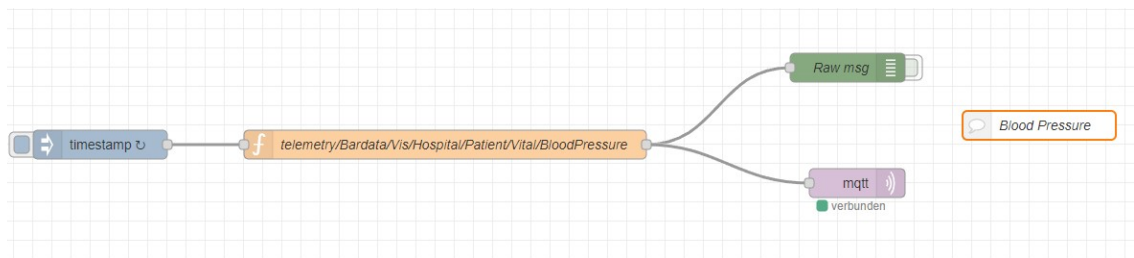 Raw msg
timestamp ↻
telemetry/Bardata/Vis/Hospital/Patient/Vital/BloodPressure
Blood Pressure
mqtt
verbunden